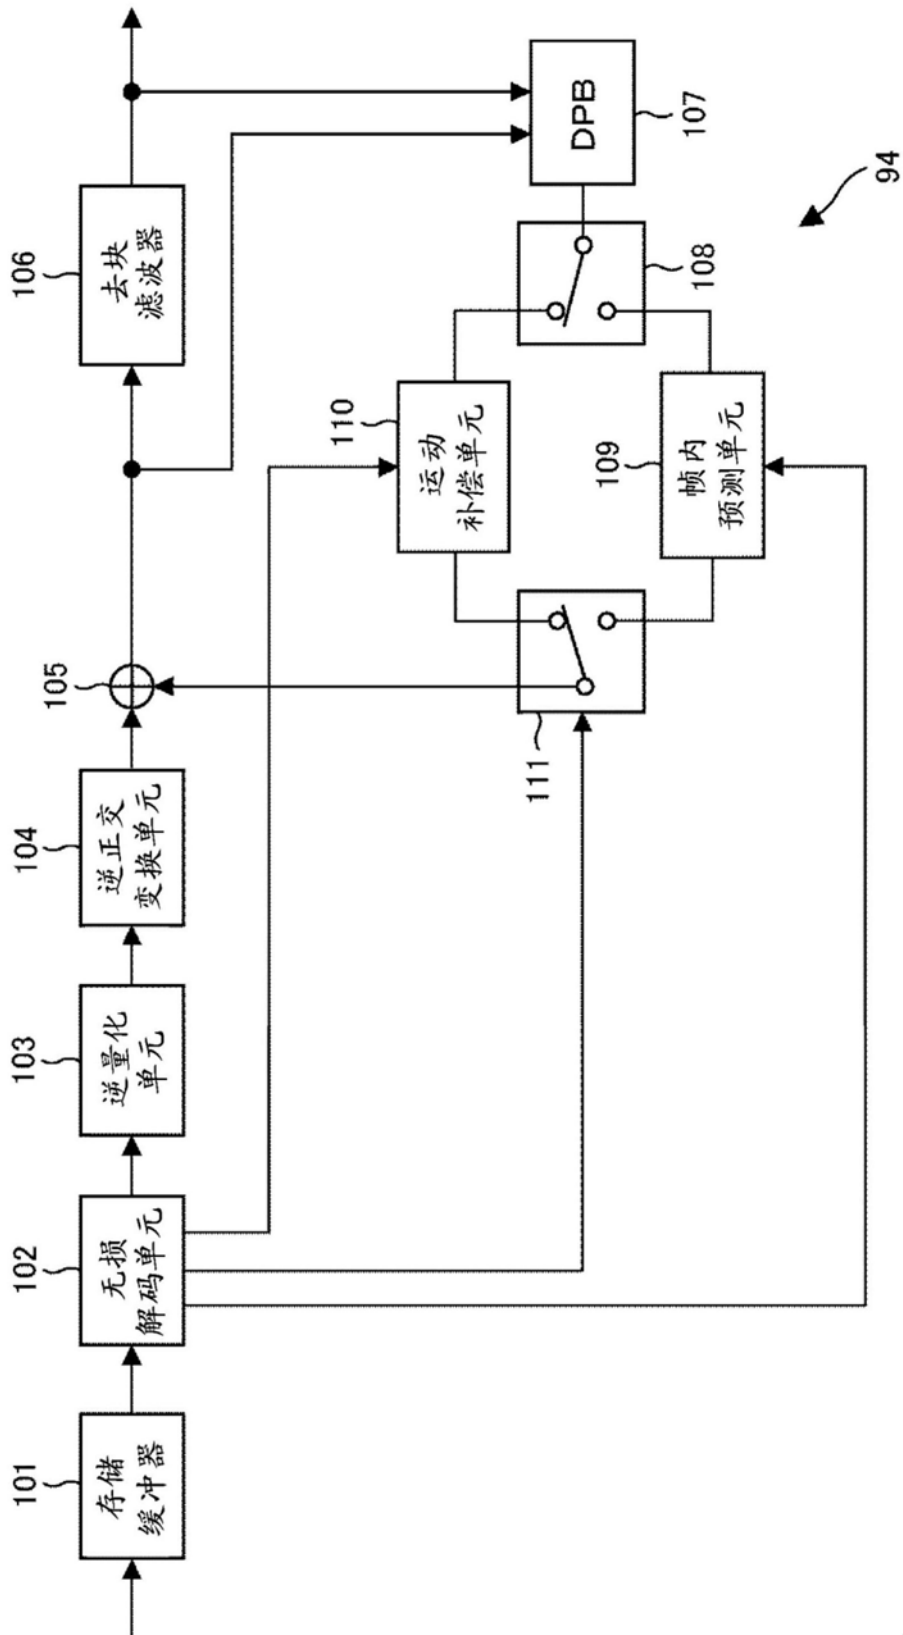 101
存储
缓冲器
102
无损
解码单元
103
逆量化
单元
104
逆正交
变换单元
105
106
去块
滤波器
110
运动
补偿单元
111
109
帧内
预测单元
108
DPB
107
94